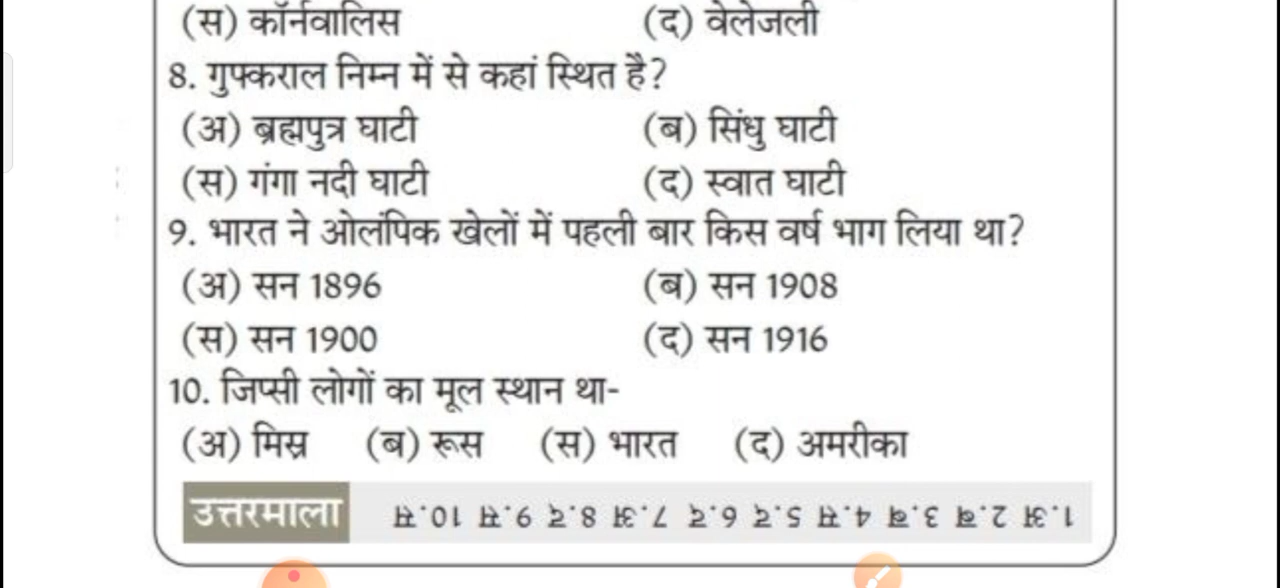 (स) कॉर्नवालिस (द) वेलेजली
8. गुफ्कराल निम्न में से कहां स्थित है?
(अ) ब्रह्मपुत्र घाटी (ब) सिंधु घाटी
(स) गंगा नदी घाटी (द) स्वात घाटी
9. भारत ने ओलंपिक खेलों में पहली बार किस वर्ष भाग लिया था?
(अ) सन 1896 (ब) सन 1908
(स) सन 1900 (द) सन 1916
10. जिप्सी लोगों का मूल स्थान था-
(अ) मिस्र (ब) रूस (स) भारत (द) अमरीका
उत्तरमाला 1.अ 2.ब 3.ब 4.स 5.द 6.द 7.अ 8.द 9.स 10.स